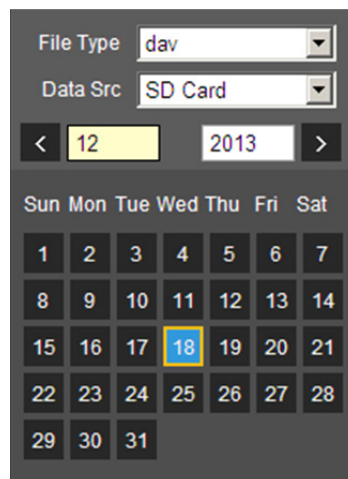 File Type dav
Data Src SD Card
< 12 2013 >
Sun Mon Tue Wed Thu Fri Sat
1 2 3 4 5 6 7
8 9 10 11 12 13 14
15 16 17 18 19 20 21
22 23 24 25 26 27 28
29 30 31